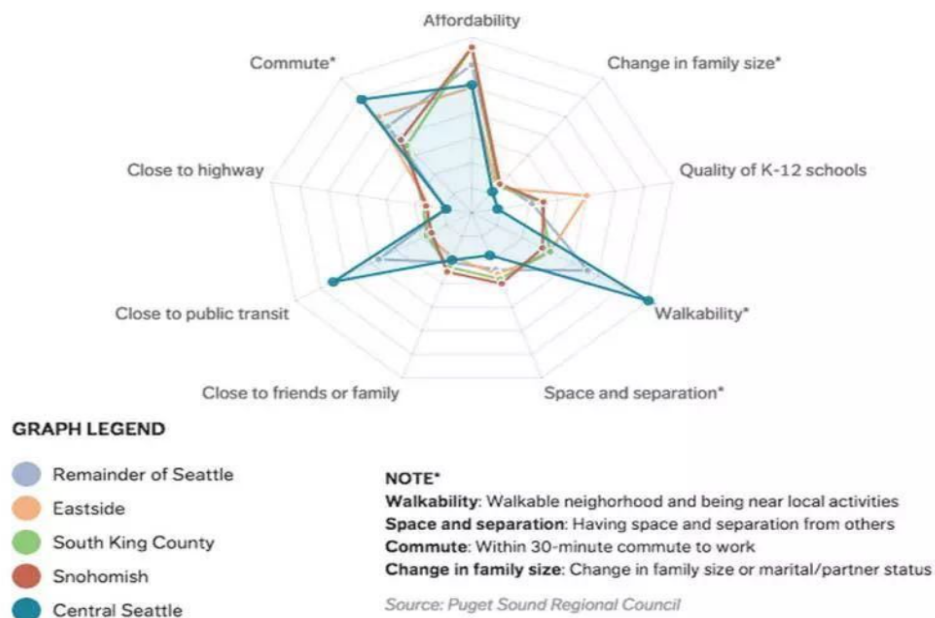 Affordability
Commute*
Change in family size*
Close to highway
Quality of K-12 schools
Close to public transit
Walkability*
Close to friends or family
Space and separation*
GRAPH LEGEND
Remainder of Seattle
Eastside
South King County
Snohomish
Central Seattle
NOTE*
Walkability: Walkable neighorhood and being near local activities
Space and separation: Having space and separation from others
Commute: Within 30-minute commute to work
Change in family size: Change in family size or marital/partner status
Source: Puget Sound Regional Council